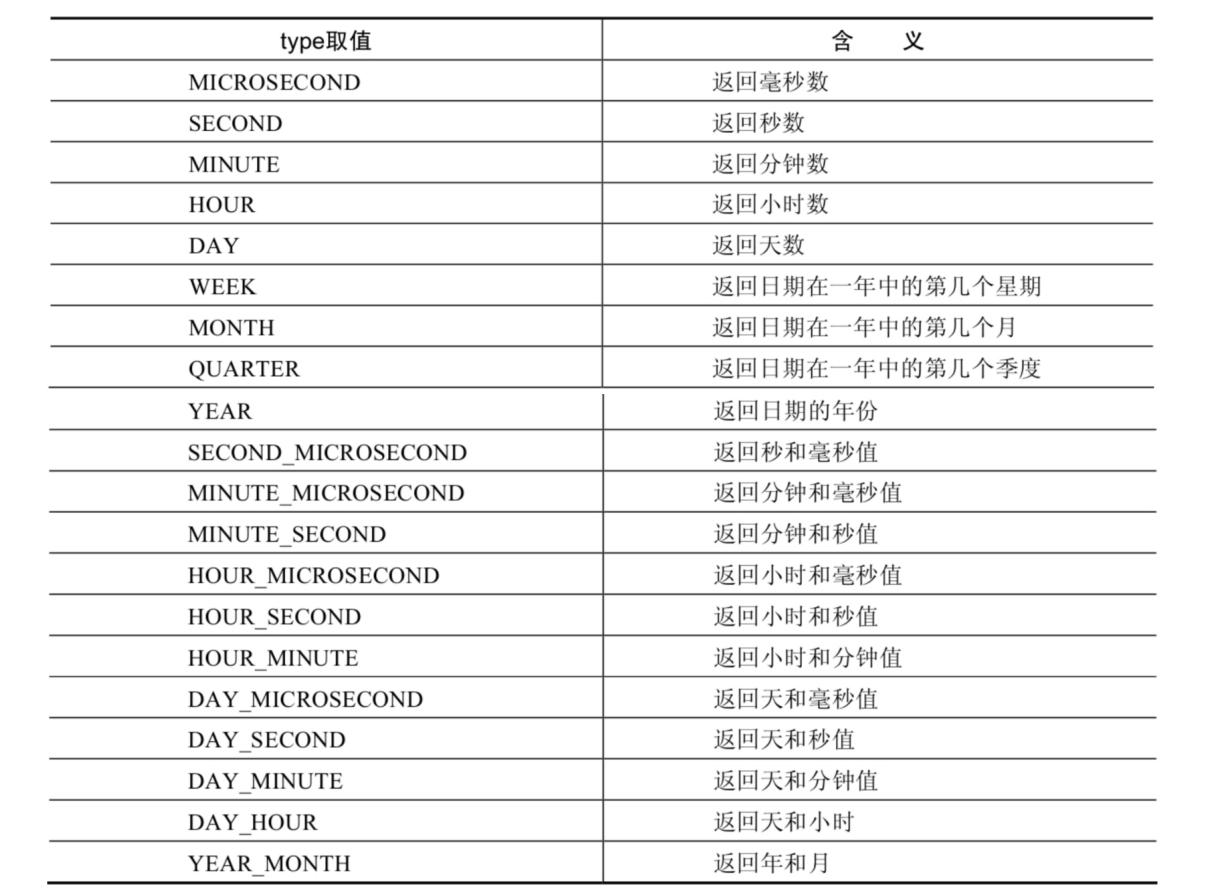 type取值 含 义
MICROSECOND 返回毫秒数
SECOND 返回秒数
MINUTE 返回分钟数
HOUR 返回小时数
DAY 返回天数
WEEK 返回日期在一年中的第几个星期
MONTH 返回日期在一年中的第几个月
QUARTER 返回日期在一年中的第几个季度
YEAR 返回日期的年份
SECOND_MICROSECOND 返回秒和毫秒值
MINUTE_MICROSECOND 返回分钟和毫秒值
MINUTE_SECOND 返回分钟和秒值
HOUR_MICROSECOND 返回小时和毫秒值
HOUR_SECOND 返回小时和秒值
HOUR_MINUTE 返回小时和分钟值
DAY_MICROSECOND 返回天和毫秒值
DAY_SECOND 返回天和秒值
DAY_MINUTE 返回天和分钟值
DAY_HOUR 返回天和小时
YEAR_MONTH 返回年和月